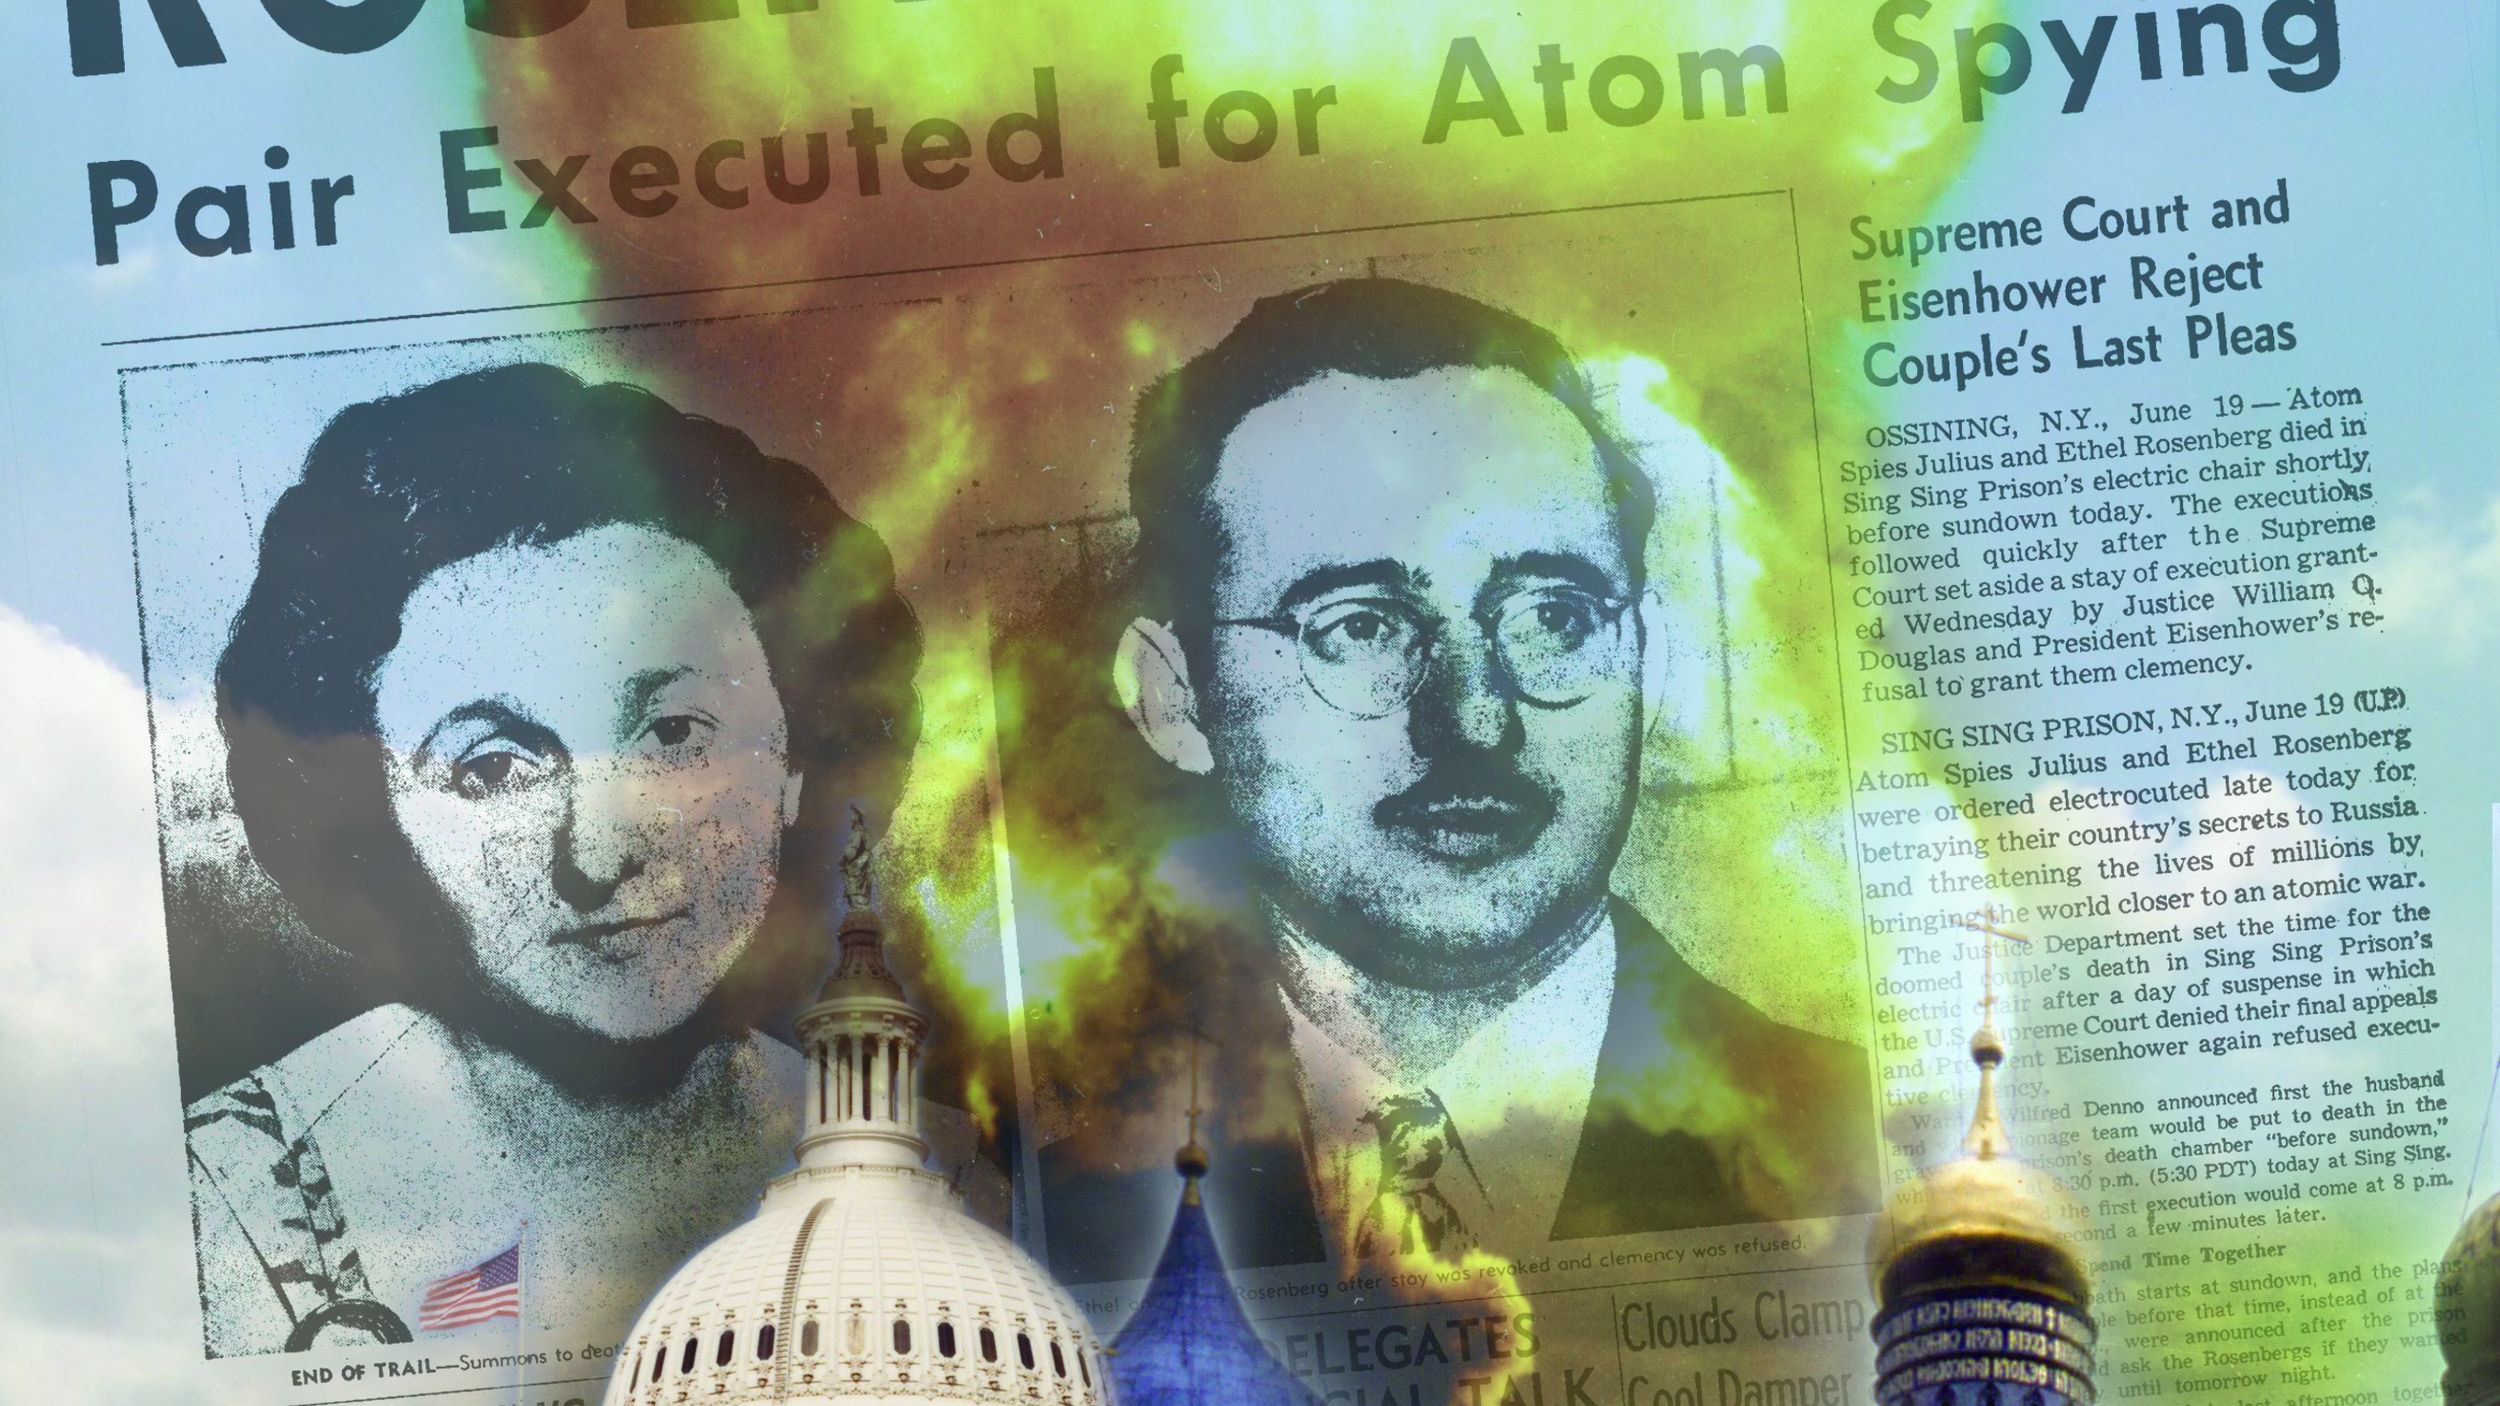 Pair Executed for Atom Spying
Supreme Court and
Eisenhower Reject
Couple's Last Pleas
OSSINING, N.Y., June 19 — Atom
Spies Julius and Ethel Rosenberg died in
Sing Sing Prison's electric chair shortly
before sundown today. The executions
followed quickly after the Supreme
Court set aside a stay of execution grant-
ed Wednesday by Justice William O.
Douglas and President Eisenhower's re-
fusal to grant them clemency.
SING SING PRISON, N.Y., June 19 (U.P.)
Atom Spies Julius and Ethel Rosenberg
were ordered electrocuted late today for
betraying their country's secrets to Russia
and threatening the lives of millions by
bringing the world closer to an atomic war.
The Justice Department set the time for the
doomed couple's death in Sing Sing Prison's
electric chair after a day of suspense in which
the U.S. Supreme Court denied their final appeals
and President Eisenhower again refused execu-
tive clemency.
Wilfred Denno announced first the husband
and team would be put to death in the
prison's death chamber "before sundown,"
at 8:30 p.m. (5:30 PDT) today at Sing Sing.
the first execution would come at 8 p.m.
second a few minutes later.
Spend Time Together
starts at sundown, and the plans
before that time, instead of at the
were announced after the prison
ask the Rosenbergs if they wanted
until tomorrow night.
afternoon together
Rosenberg after stay was revoked and clemency was refused.
END OF TRAIL—Summons to
DELEGATES
TALK
Clouds Clamp
Cool Damper